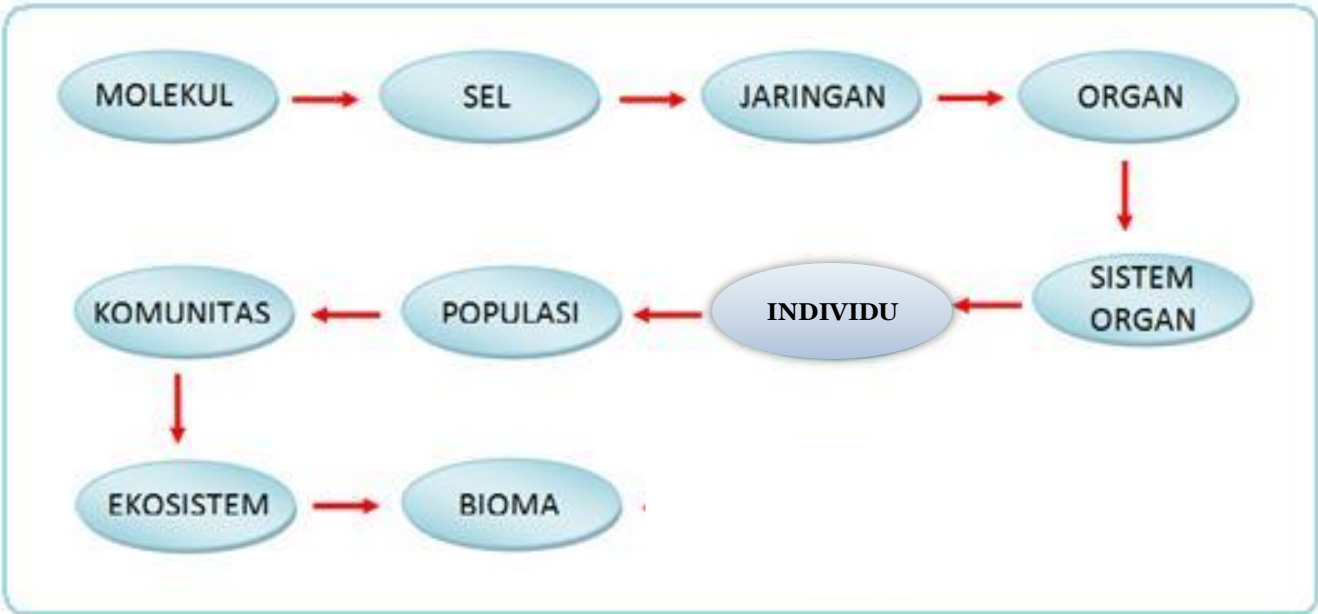 MOLEKUL
SEL
JARINGAN
ORGAN
SISTEM
ORGAN
INDIVIDU
POPULASI
KOMUNITAS
EKOSISTEM
BIOMA